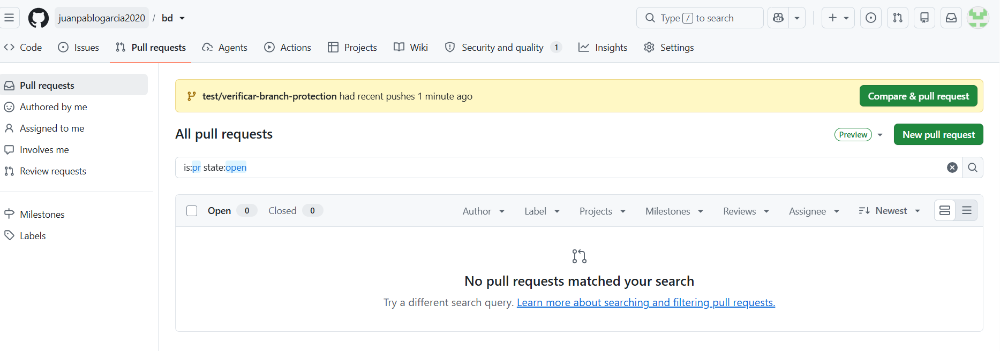 juanpablogarcia2020 / bd
Type / to search
Code Issues Pull requests Agents Actions Projects Wiki Security and quality 1 Insights Settings
Pull requests
Authored by me
Assigned to me
Involves me
Review requests
Milestones
Labels
test/verificar-branch-protection had recent pushes 1 minute ago
Compare & pull request
All pull requests
Preview
New pull request
is:pr state:open
Open 0 Closed 0 Author Label Projects Milestones Reviews Assignee Newest
No pull requests matched your search
Try a different search query. Learn more about searching and filtering pull requests.